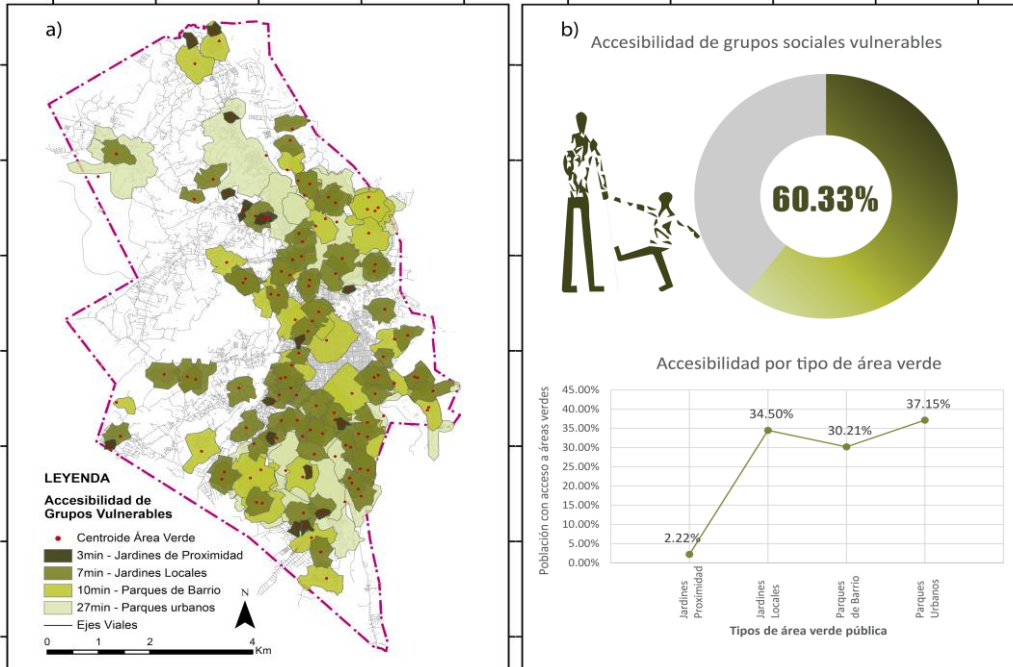 a)
LEYENDA
Accesibilidad de
Grupos Vulnerables
Centroide Área Verde
3min - Jardines de Proximidad
7min - Jardines Locales
10min - Parques de Barrio
27min - Parques urbanos
Ejes Viales
N
0 1 2 4
Km
b)
Accesibilidad de grupos sociales vulnerables
60.33%
Accesibilidad por tipo de área verde
Población con acceso a áreas verdes
45.00%
40.00%
35.00%
30.00%
25.00%
20.00%
15.00%
10.00%
5.00%
0.00%
2.22%
34.50%
30.21%
37.15%
Jardines
Proximidad
Jardines
Locales
Parques
de Barrio
Parques
Urbanos
Tipos de área verde pública